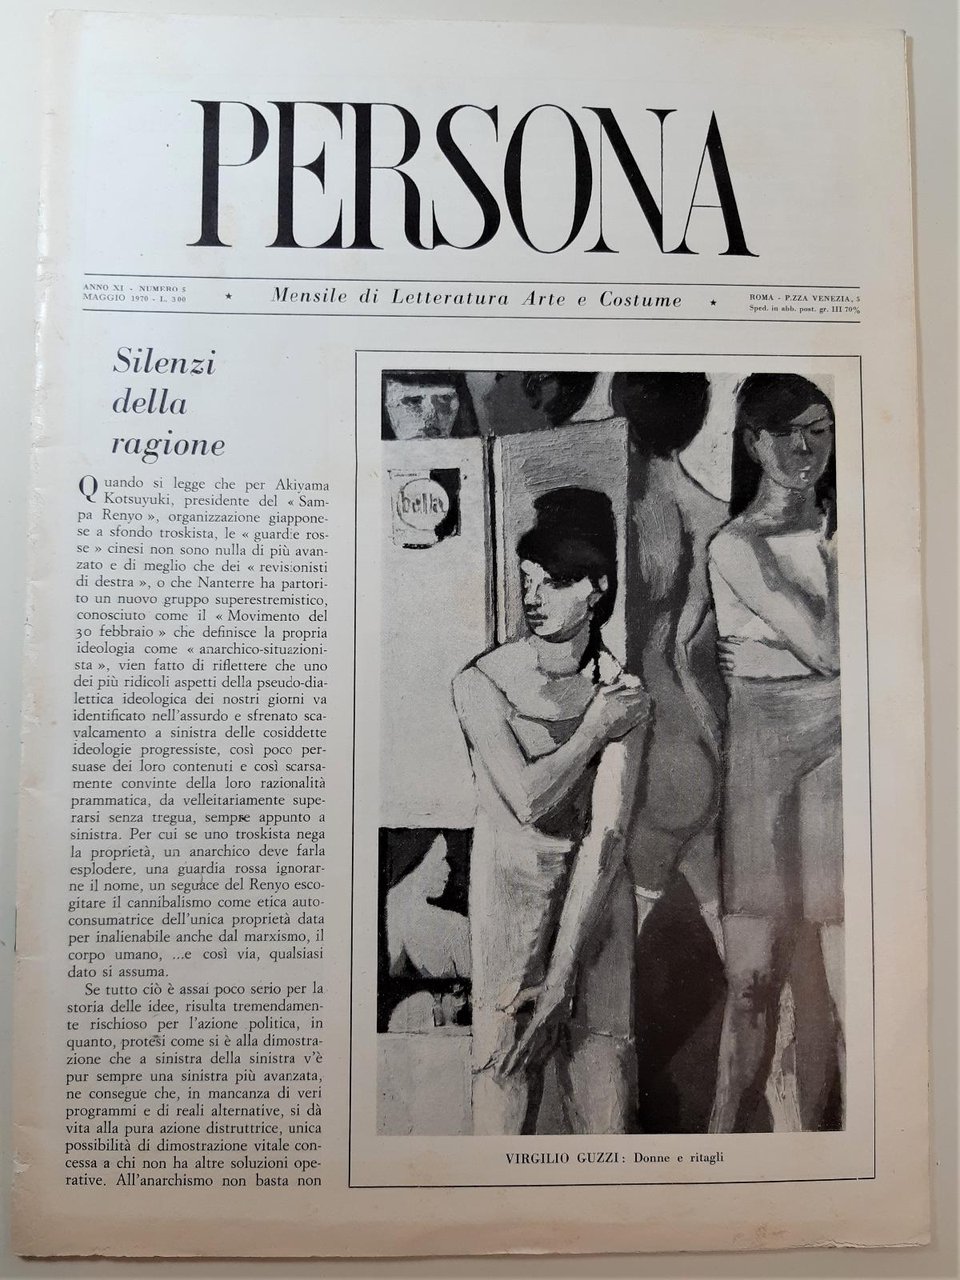 PERSONA
ANNO XI - NUMERO 5
MAGGIO 1970 - L. 300
★ Mensile di Letteratura Arte e Costume ★
ROMA - P.ZZA VENEZIA, 5
Sped. in abb. post. gr. III 70%
Silenzi
della
ragione
Quando si legge che per Akiyama
Kotsuyuki, presidente del « Sam-
pa Renyo », organizzazione giappone-
se a sfondo troskista, le « guardie ros-
se » cinesi non sono nulla di più avan-
zato e di meglio che dei « revisionisti
di destra », o che Nanterre ha partori-
to un nuovo gruppo superestremistico,
conosciuto come il « Movimento del
30 febbraio » che definisce la propria
ideologia come « anarchico-situazioni-
sta », vien fatto di riflettere che uno
dei più ridicoli aspetti della pseudo-dia-
lettica ideologica dei nostri giorni va
identificato nell'assurdo e sfrenato sca-
valcamento a sinistra delle cosiddette
ideologie progressiste, così poco per-
suase dei loro contenuti e così scarsa-
mente convinte della loro razionalità
prammatica, da velleitariamente supe-
rarsi senza tregua, sempre appunto a
sinistra. Per cui se uno troskista nega
la proprietà, un anarchico deve farla
esplodere, una guardia rossa ignorar-
ne il nome, un seguace del Renyo esco-
gitare il cannibalismo come etica auto-
consumatrice dell'unica proprietà data
per inalienabile anche dal marxismo, il
corpo umano, ...e così via, qualsiasi
dato si assuma.
Se tutto ciò è assai poco serio per la
storia delle idee, risulta tremendamen-
te rischioso per l'azione politica, in
quanto, protesi come si è alla dimostra-
zione che a sinistra della sinistra v'è
pur sempre una sinistra più avanzata,
ne consegue che, in mancanza di veri
programmi e di reali alternative, si dà
vita alla pura azione distruttrice, unica
possibilità di dimostrazione vitale con-
cessa a chi non ha altre soluzioni ope-
rative. All'anarchismo non basta non
bella
VIRGILIO GUZZI: Donne e ritagli